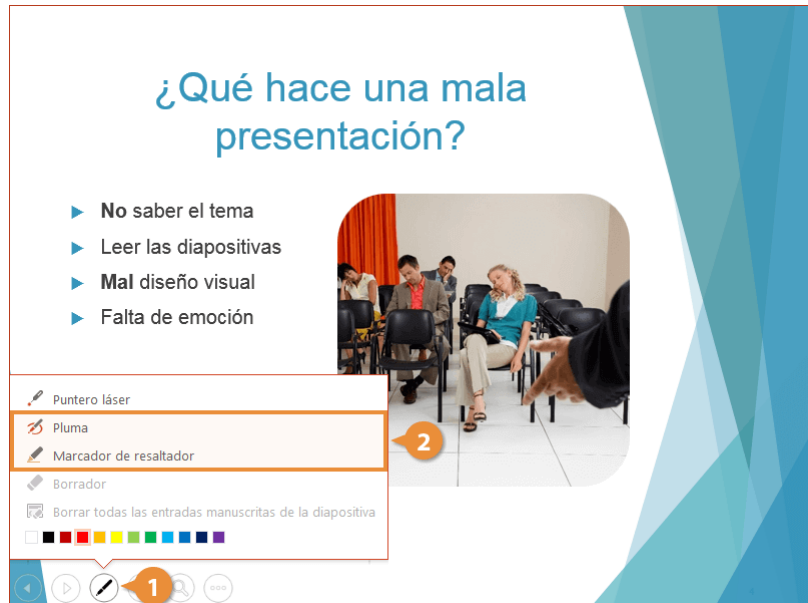 ¿Qué hace una mala
presentación?
No saber el tema
Leer las diapositivas
Mal diseño visual
Falta de emoción
Puntero láser
Pluma
Marcador de resaltador
2
Borrador
Borrar todas las entradas manuscritas de la diapositiva
1